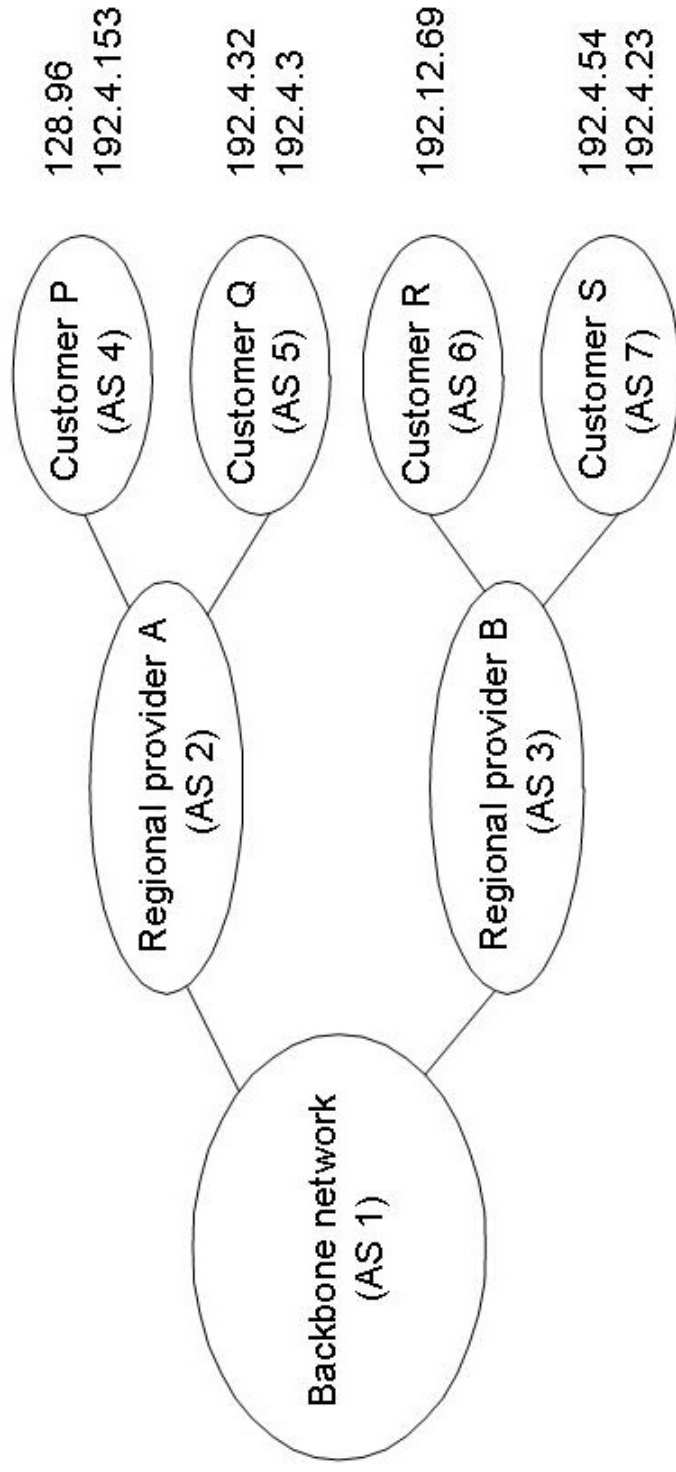 Backbone network
(AS 1)
Regional provider A
(AS 2)
Regional provider B
(AS 3)
Customer P
(AS 4)
Customer Q
(AS 5)
Customer R
(AS 6)
Customer S
(AS 7)
128.96
192.4.153
192.4.32
192.4.3
192.12.69
192.4.54
192.4.23